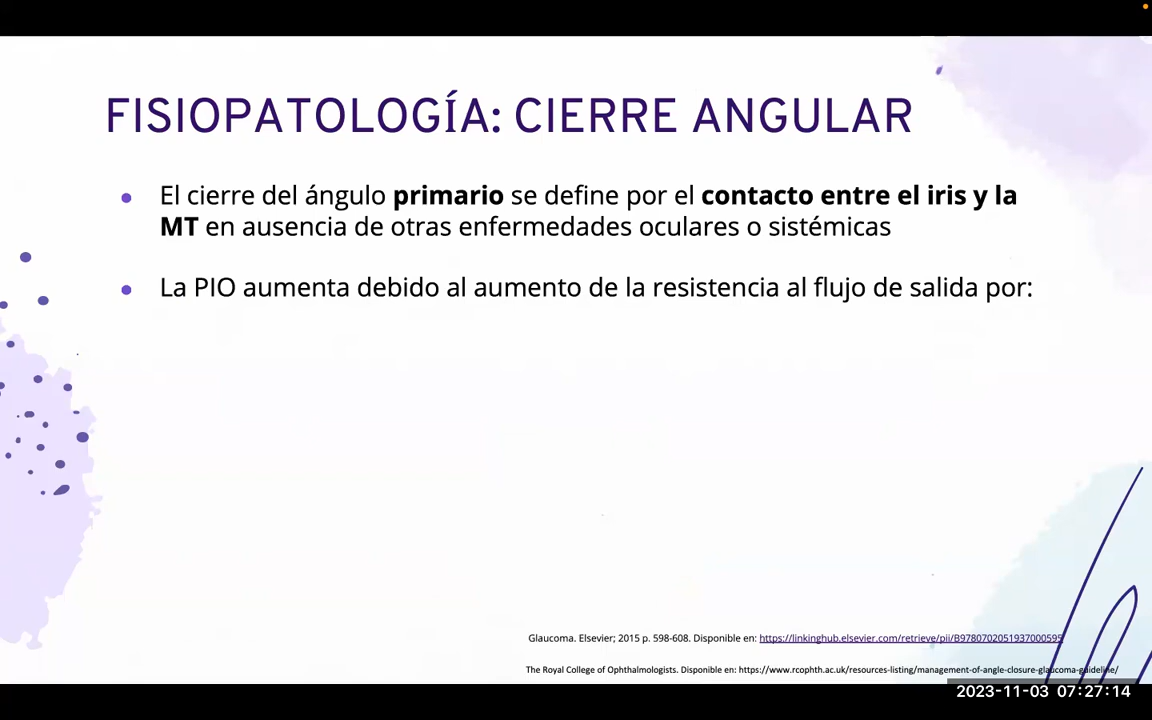 FISIOPATOLOGÍA: CIERRE ANGULAR
El cierre del ángulo primario se define por el contacto entre el iris y la
MT en ausencia de otras enfermedades oculares o sistémicas
La PIO aumenta debido al aumento de la resistencia al flujo de salida por:
Glaucoma. Elsevier; 2015 p. 598-608. Disponible en: https://linkinghub.elsevier.com/retrieve/pii/B9780702051937000595
The Royal College of Ophthalmologists. Disponible en: https://www.rcophth.ac.uk/resources-listing/management-of-angle-closure-glaucoma-guideline/
2023-11-03 07:27:14